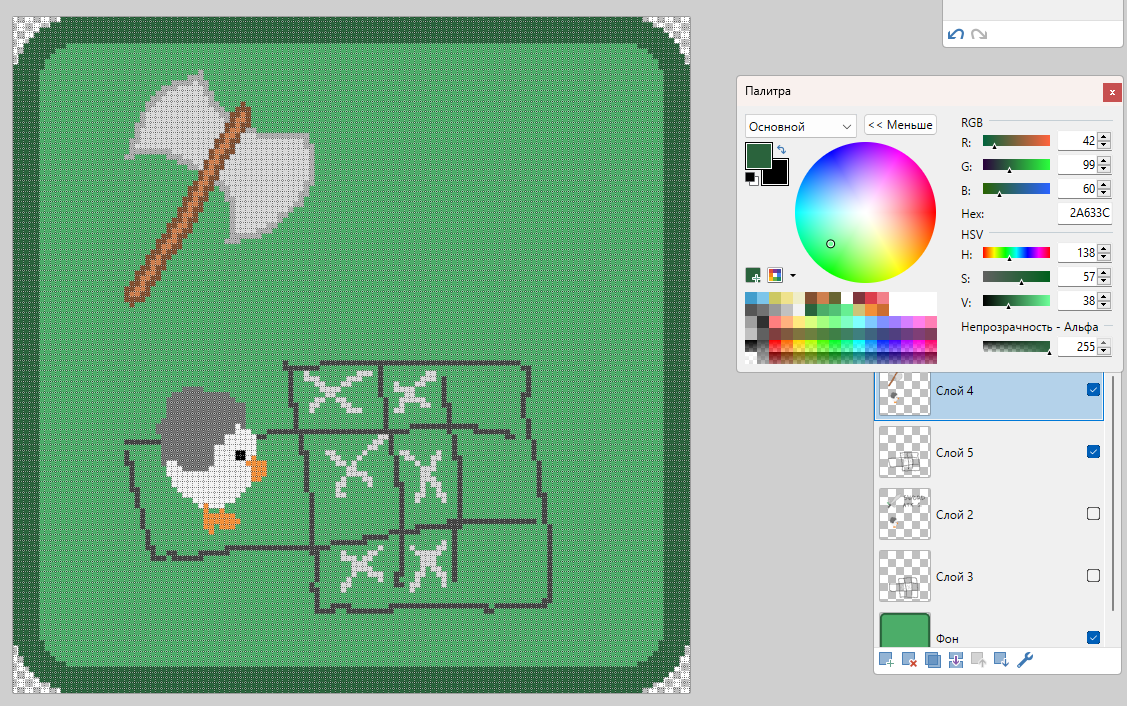 Палитра
x
Основной
<< Меньше
RGB
R: 42
G: 99
B: 60
Hex: 2A633C
HSV
H: 138
S: 57
V: 38
Непрозрачность - Альфа
255
Слой 4
Слой 5
Слой 2
Слой 3
Фон